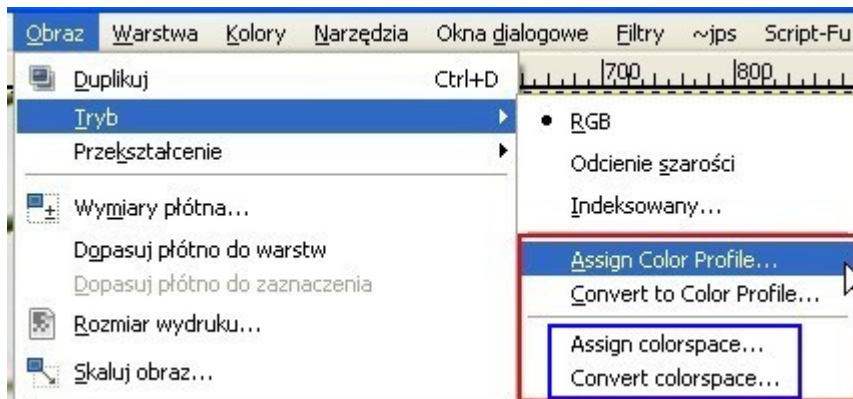 Obraz Warstwa Kolory Narzędzia Okna dialogowe Filtry ~jps Script-Fu
700 800
Duplikuj Ctrl+D
Tryb
Przekształcenie
Wymiary płótna...
Dopasuj płótno do warstw
Dopasuj płótno do zaznaczenia
Rozmiar wydruku...
Skaluj obraz...
RGB
Odcienie szarości
Indeksowany...
Assign Color Profile...
Convert to Color Profile...
Assign colorspace...
Convert colorspace...